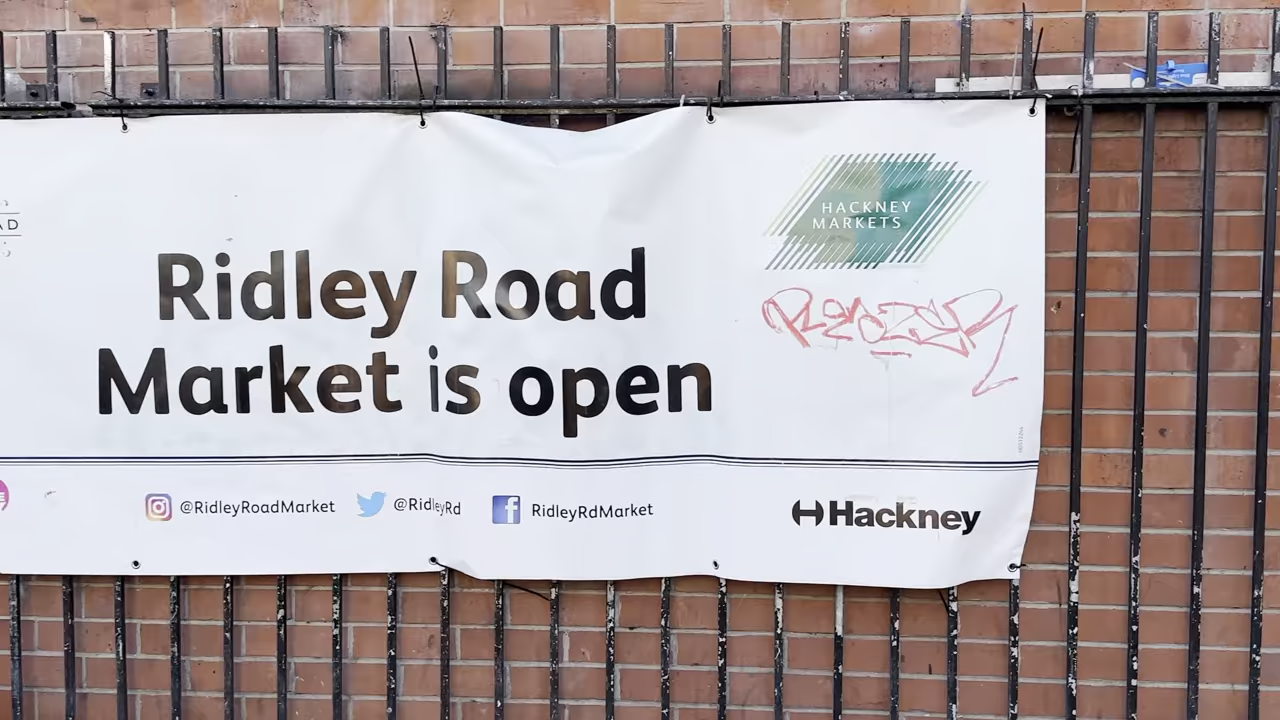 HACKNEY
MARKETS
Ridley Road
Market is open
@RidleyRoadMarket @RidleyRd RidleyRdMarket
Hackney